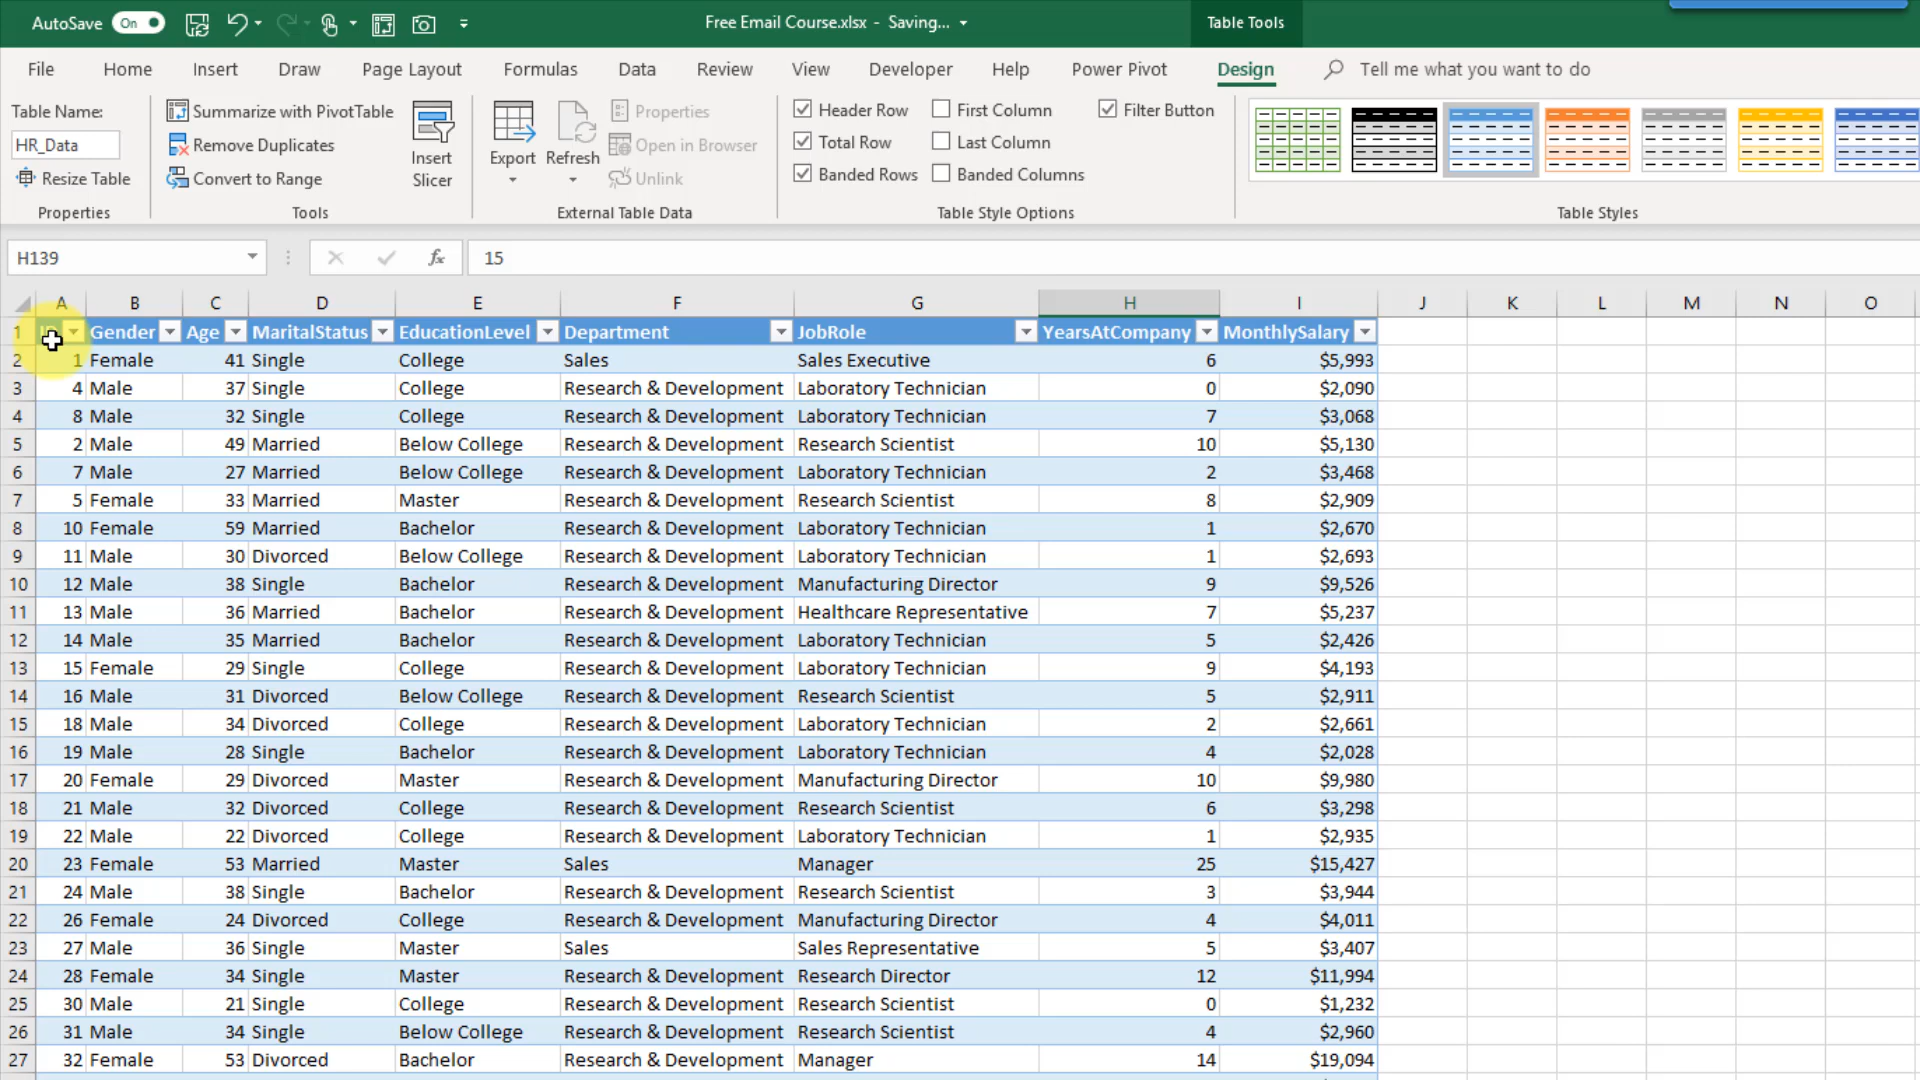 AutoSave On Free Email Course.xlsx - Saving... Table Tools
File Home Insert Draw Page Layout Formulas Data Review View Developer Help Power Pivot Design Tell me what you want to do
Table Name:
HR_Data
Resize Table
Properties
Summarize with PivotTable
Remove Duplicates
Convert to Range
Tools
Insert
Slicer
Export
Refresh
Properties
Open in Browser
Unlink
External Table Data
Header Row First Column Filter Button
Total Row Last Column
Banded Rows Banded Columns
Table Style Options
Table Styles
H139 fx 15
A B C D E F G H I J K L M N O
1 Gender Age MaritalStatus EducationLevel Department JobRole YearsAtCompany MonthlySalary
2 1 Female 41 Single College Sales Sales Executive 6 $5,993
3 4 Male 37 Single College Research & Development Laboratory Technician 0 $2,090
4 8 Male 32 Single College Research & Development Laboratory Technician 7 $3,068
5 2 Male 49 Married Below College Research & Development Research Scientist 10 $5,130
6 7 Male 27 Married Below College Research & Development Laboratory Technician 2 $3,468
7 5 Female 33 Married Master Research & Development Research Scientist 8 $2,909
8 10 Female 59 Married Bachelor Research & Development Laboratory Technician 1 $2,670
9 11 Male 30 Divorced Below College Research & Development Laboratory Technician 1 $2,693
10 12 Male 38 Single Bachelor Research & Development Manufacturing Director 9 $9,526
11 13 Male 36 Married Bachelor Research & Development Healthcare Representative 7 $5,237
12 14 Male 35 Married Bachelor Research & Development Laboratory Technician 5 $2,426
13 15 Female 29 Single College Research & Development Laboratory Technician 9 $4,193
14 16 Male 31 Divorced Below College Research & Development Research Scientist 5 $2,911
15 18 Male 34 Divorced College Research & Development Laboratory Technician 2 $2,661
16 19 Male 28 Single Bachelor Research & Development Laboratory Technician 4 $2,028
17 20 Female 29 Divorced Master Research & Development Manufacturing Director 10 $9,980
18 21 Male 32 Divorced College Research & Development Research Scientist 6 $3,298
19 22 Male 22 Divorced College Research & Development Laboratory Technician 1 $2,935
20 23 Female 53 Married Master Sales Manager 25 $15,427
21 24 Male 38 Single Bachelor Research & Development Research Scientist 3 $3,944
22 26 Female 24 Divorced College Research & Development Manufacturing Director 4 $4,011
23 27 Male 36 Single Master Sales Sales Representative 5 $3,407
24 28 Female 34 Single Master Research & Development Research Director 12 $11,994
25 30 Male 21 Single College Research & Development Research Scientist 0 $1,232
26 31 Male 34 Single Below College Research & Development Research Scientist 4 $2,960
27 32 Female 53 Divorced Bachelor Research & Development Manager 14 $19,094